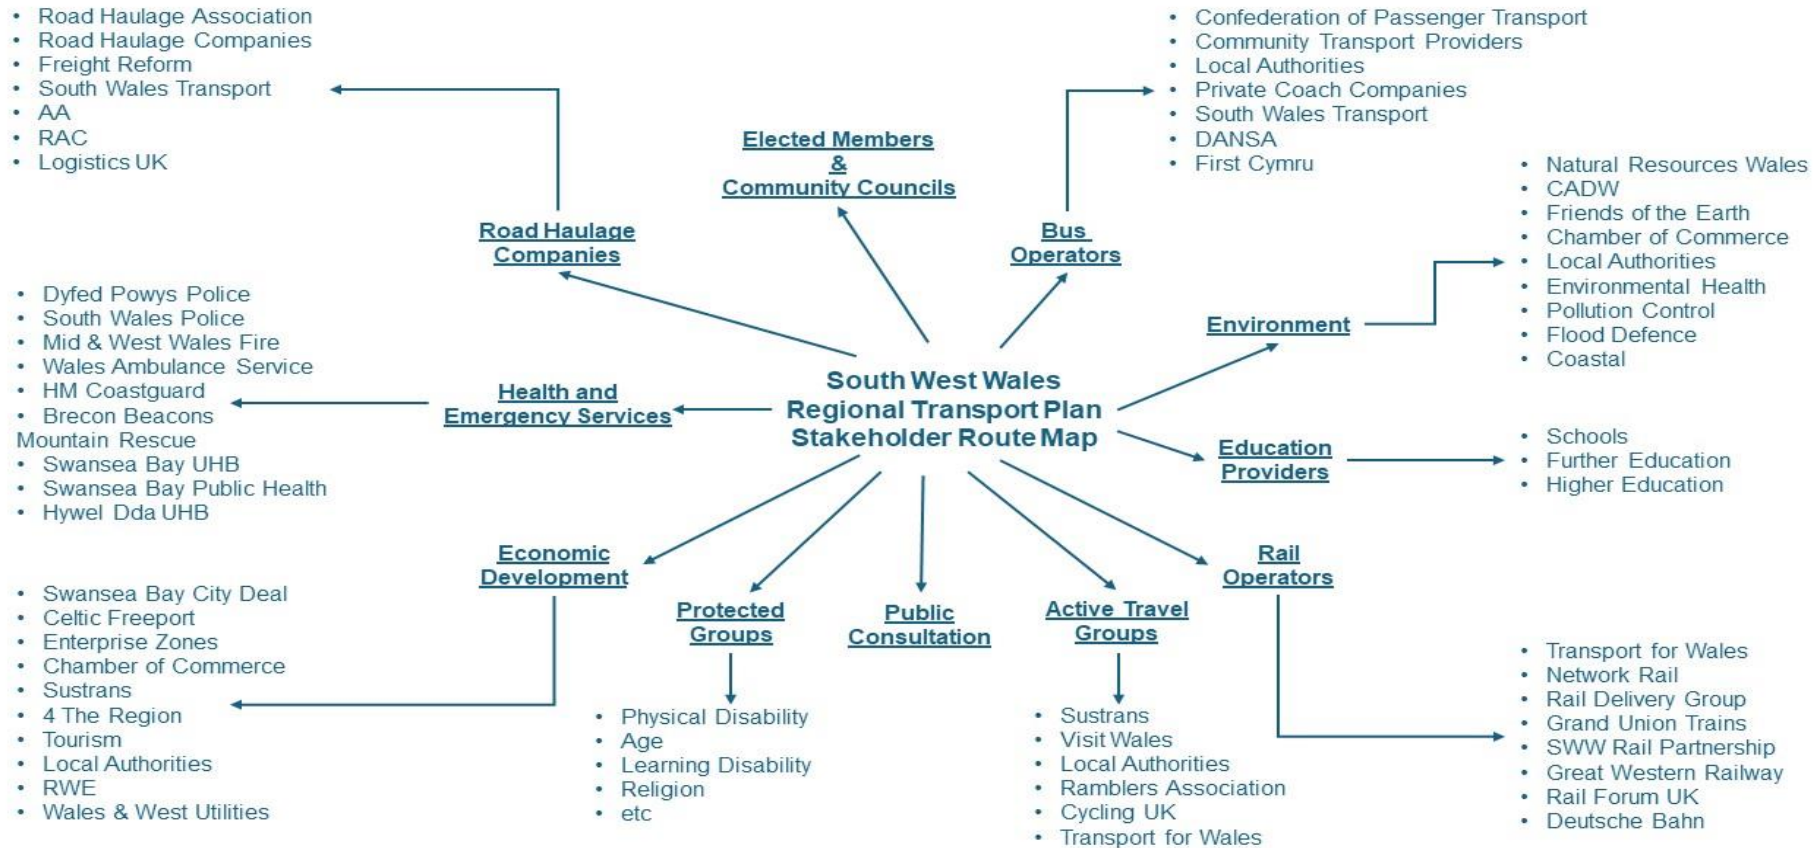 • Road Haulage Association
• Road Haulage Companies
• Freight Reform
• South Wales Transport
• AA
• RAC
• Logistics UK
Road Haulage
Companies
Elected Members
&
Community Councils
• Confederation of Passenger Transport
• Community Transport Providers
• Local Authorities
• Private Coach Companies
• South Wales Transport
• DANSA
• First Cymru
Bus
Operators
• Natural Resources Wales
• CADW
• Friends of the Earth
• Chamber of Commerce
• Local Authorities
• Environmental Health
• Pollution Control
• Flood Defence
• Coastal
Environment
• Dyfed Powys Police
• South Wales Police
• Mid & West Wales Fire
• Wales Ambulance Service
• HM Coastguard
• Brecon Beacons
Mountain Rescue
• Swansea Bay UHB
• Swansea Bay Public Health
• Hywel Dda UHB
Health and
Emergency Services
South West Wales
Regional Transport Plan
Stakeholder Route Map
Education
Providers
• Schools
• Further Education
• Higher Education
Economic
Development
• Swansea Bay City Deal
• Celtic Freeport
• Enterprise Zones
• Chamber of Commerce
• Sustrans
• 4 The Region
• Tourism
• Local Authorities
• RWE
• Wales & West Utilities
Protected
Groups
• Physical Disability
• Age
• Learning Disability
• Religion
• etc
Public
Consultation
Active Travel
Groups
• Sustrans
• Visit Wales
• Local Authorities
• Ramblers Association
• Cycling UK
• Transport for Wales
Rail
Operators
• Transport for Wales
• Network Rail
• Rail Delivery Group
• Grand Union Trains
• SWW Rail Partnership
• Great Western Railway
• Rail Forum UK
• Deutsche Bahn